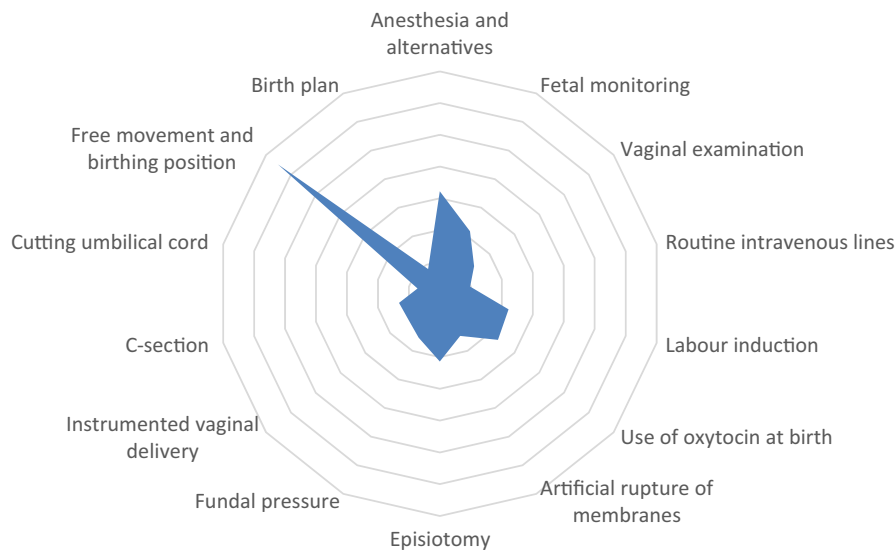 Anesthesia and
alternatives
Birth plan
Fetal monitoring
Free movement and
birthing position
Vaginal examination
Cutting umbilical cord
Routine intravenous lines
C-section
Labour induction
Instrumented vaginal
delivery
Use of oxytocin at birth
Fundal pressure
Artificial rupture of
membranes
Episiotomy